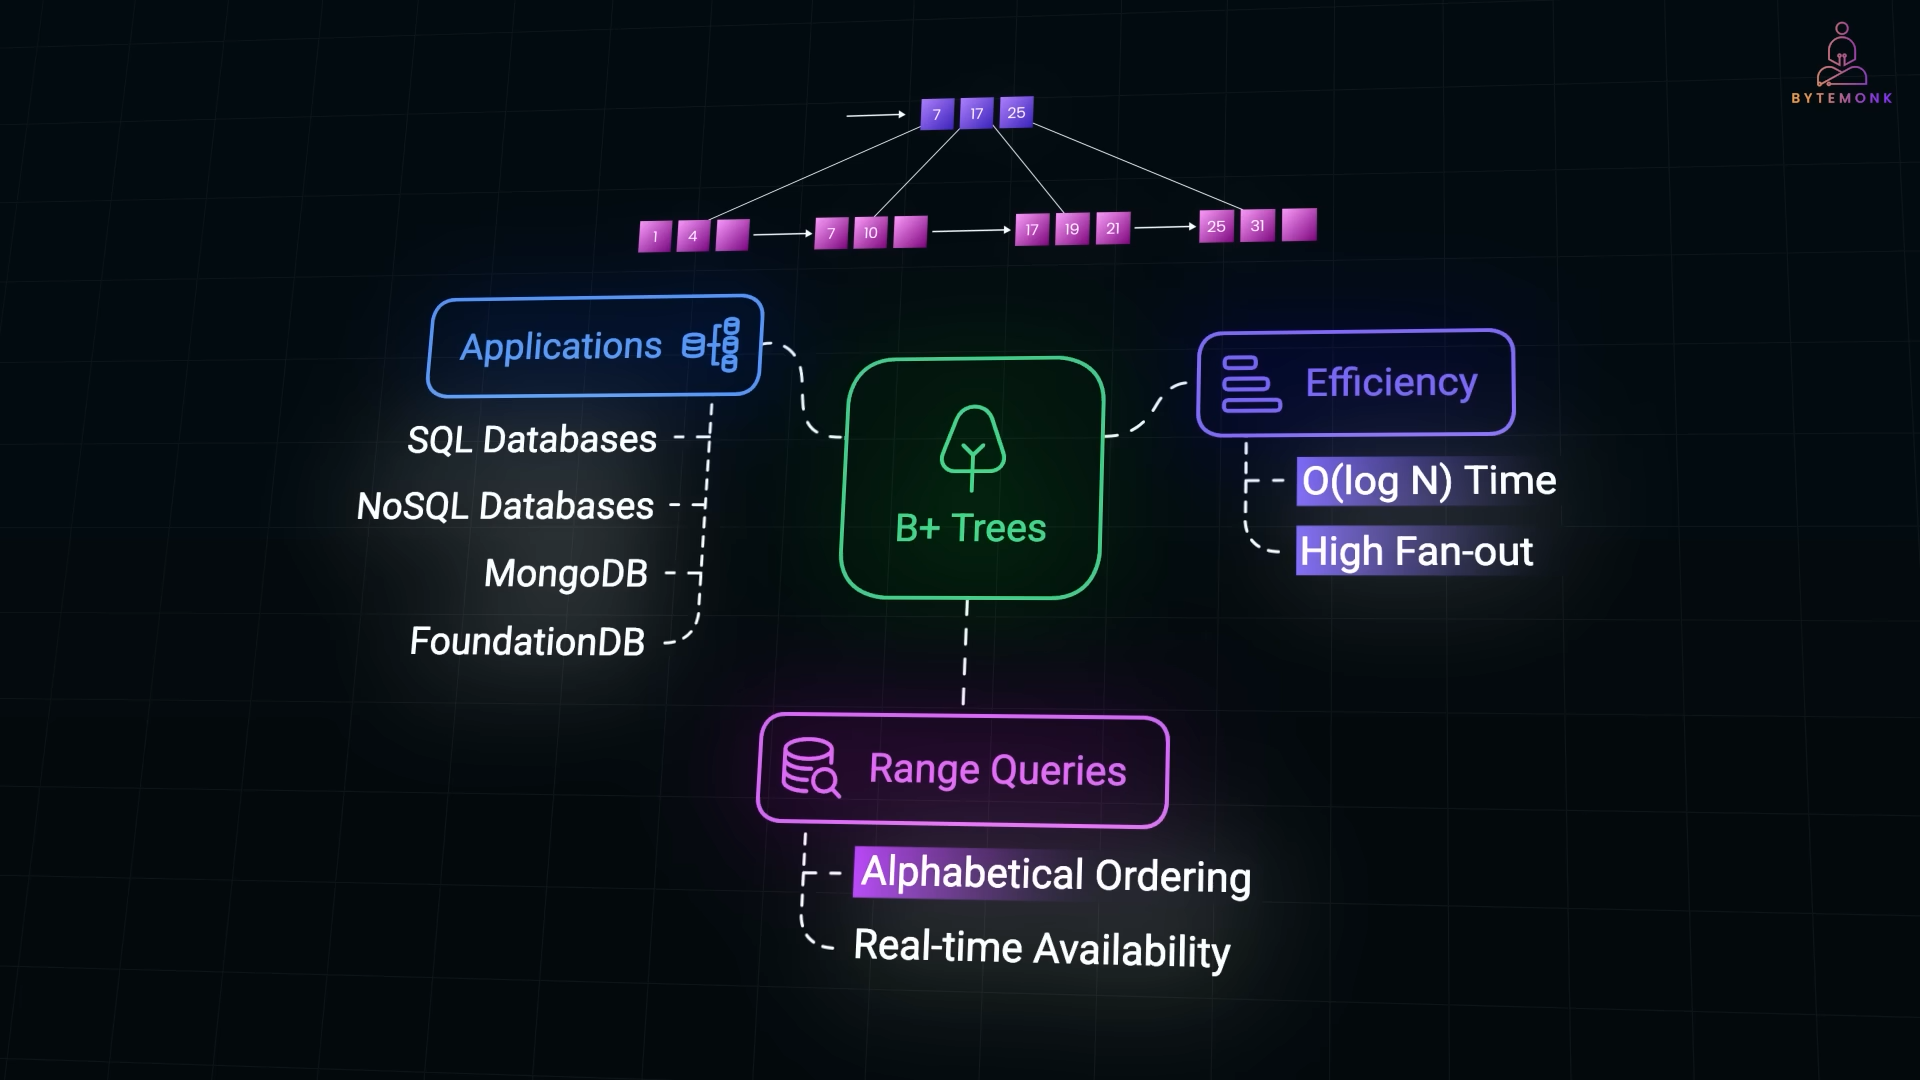 BYTEMONK
7 17 25
1 4 7 10 17 19 21 25 31
Applications
SQL Databases
NoSQL Databases
MongoDB
FoundationDB
B+ Trees
Efficiency
O(log N) Time
High Fan-out
Range Queries
Alphabetical Ordering
Real-time Availability